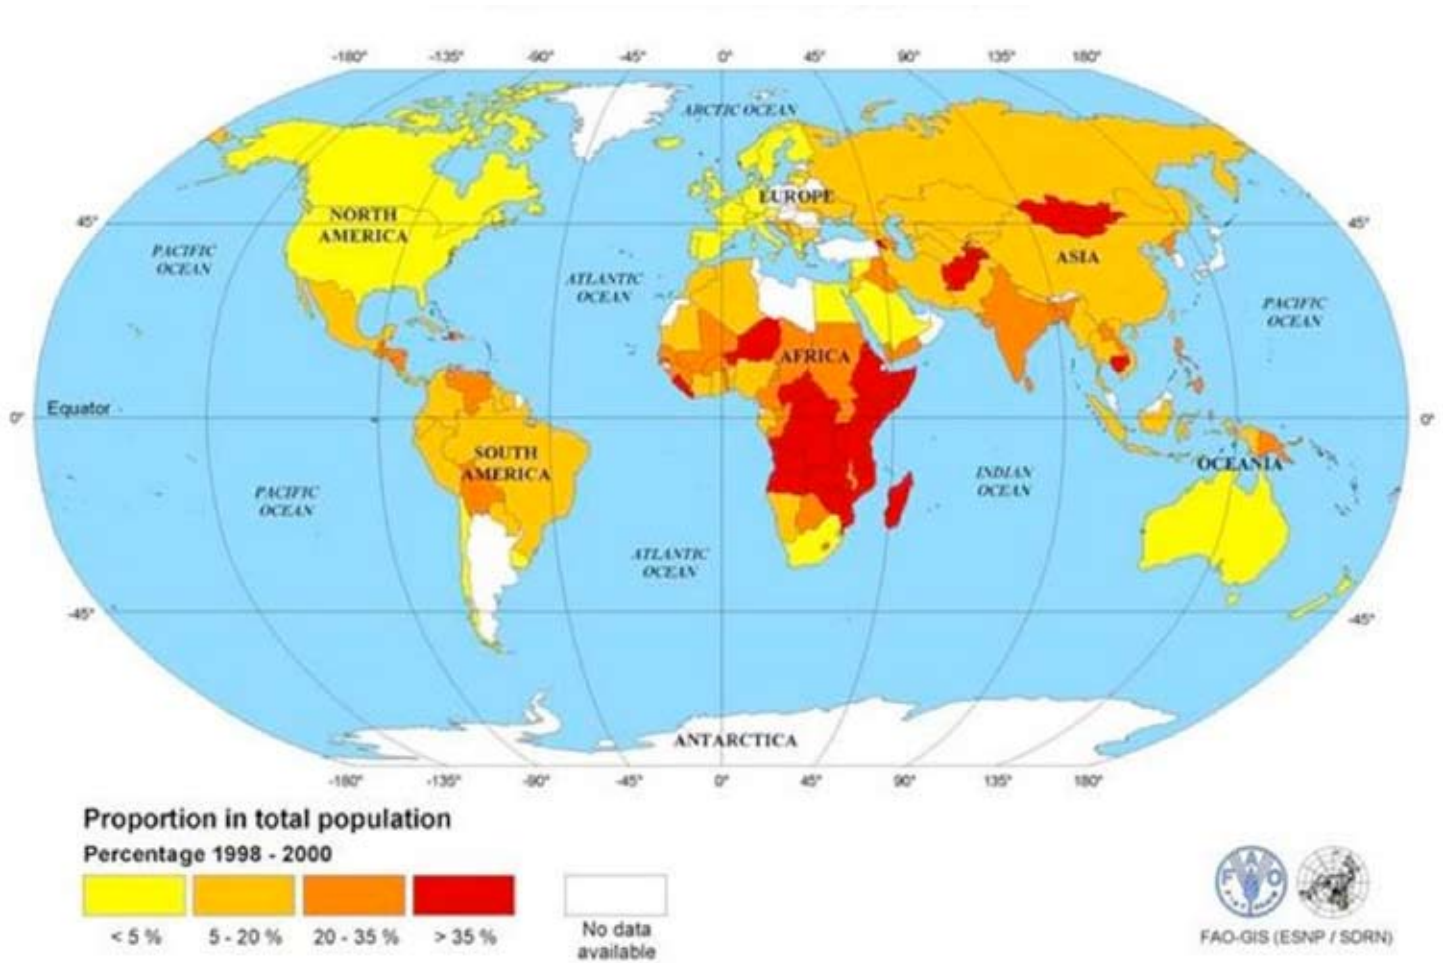 -180° -135° -90° -45° 0° 45° 90° 135° 180°
ARCTIC OCEAN
EUROPE
45° 45°
NORTH
AMERICA
PACIFIC
OCEAN
ASIA
ATLANTIC
OCEAN
PACIFIC
OCEAN
AFRICA
Equator
0° 0°
SOUTH
AMERICA
OCEANIA
INDIAN
OCEAN
PACIFIC
OCEAN
ATLANTIC
OCEAN
-45° -45°
ANTARCTICA
-180° -135° -90° -45° 0° 45° 90° 135° 180°
Proportion in total population
Percentage 1998 - 2000
< 5 % 5 - 20 % 20 - 35 % > 35 %
No data
available
FAO
FAO-GIS (ESNP / SDRN)